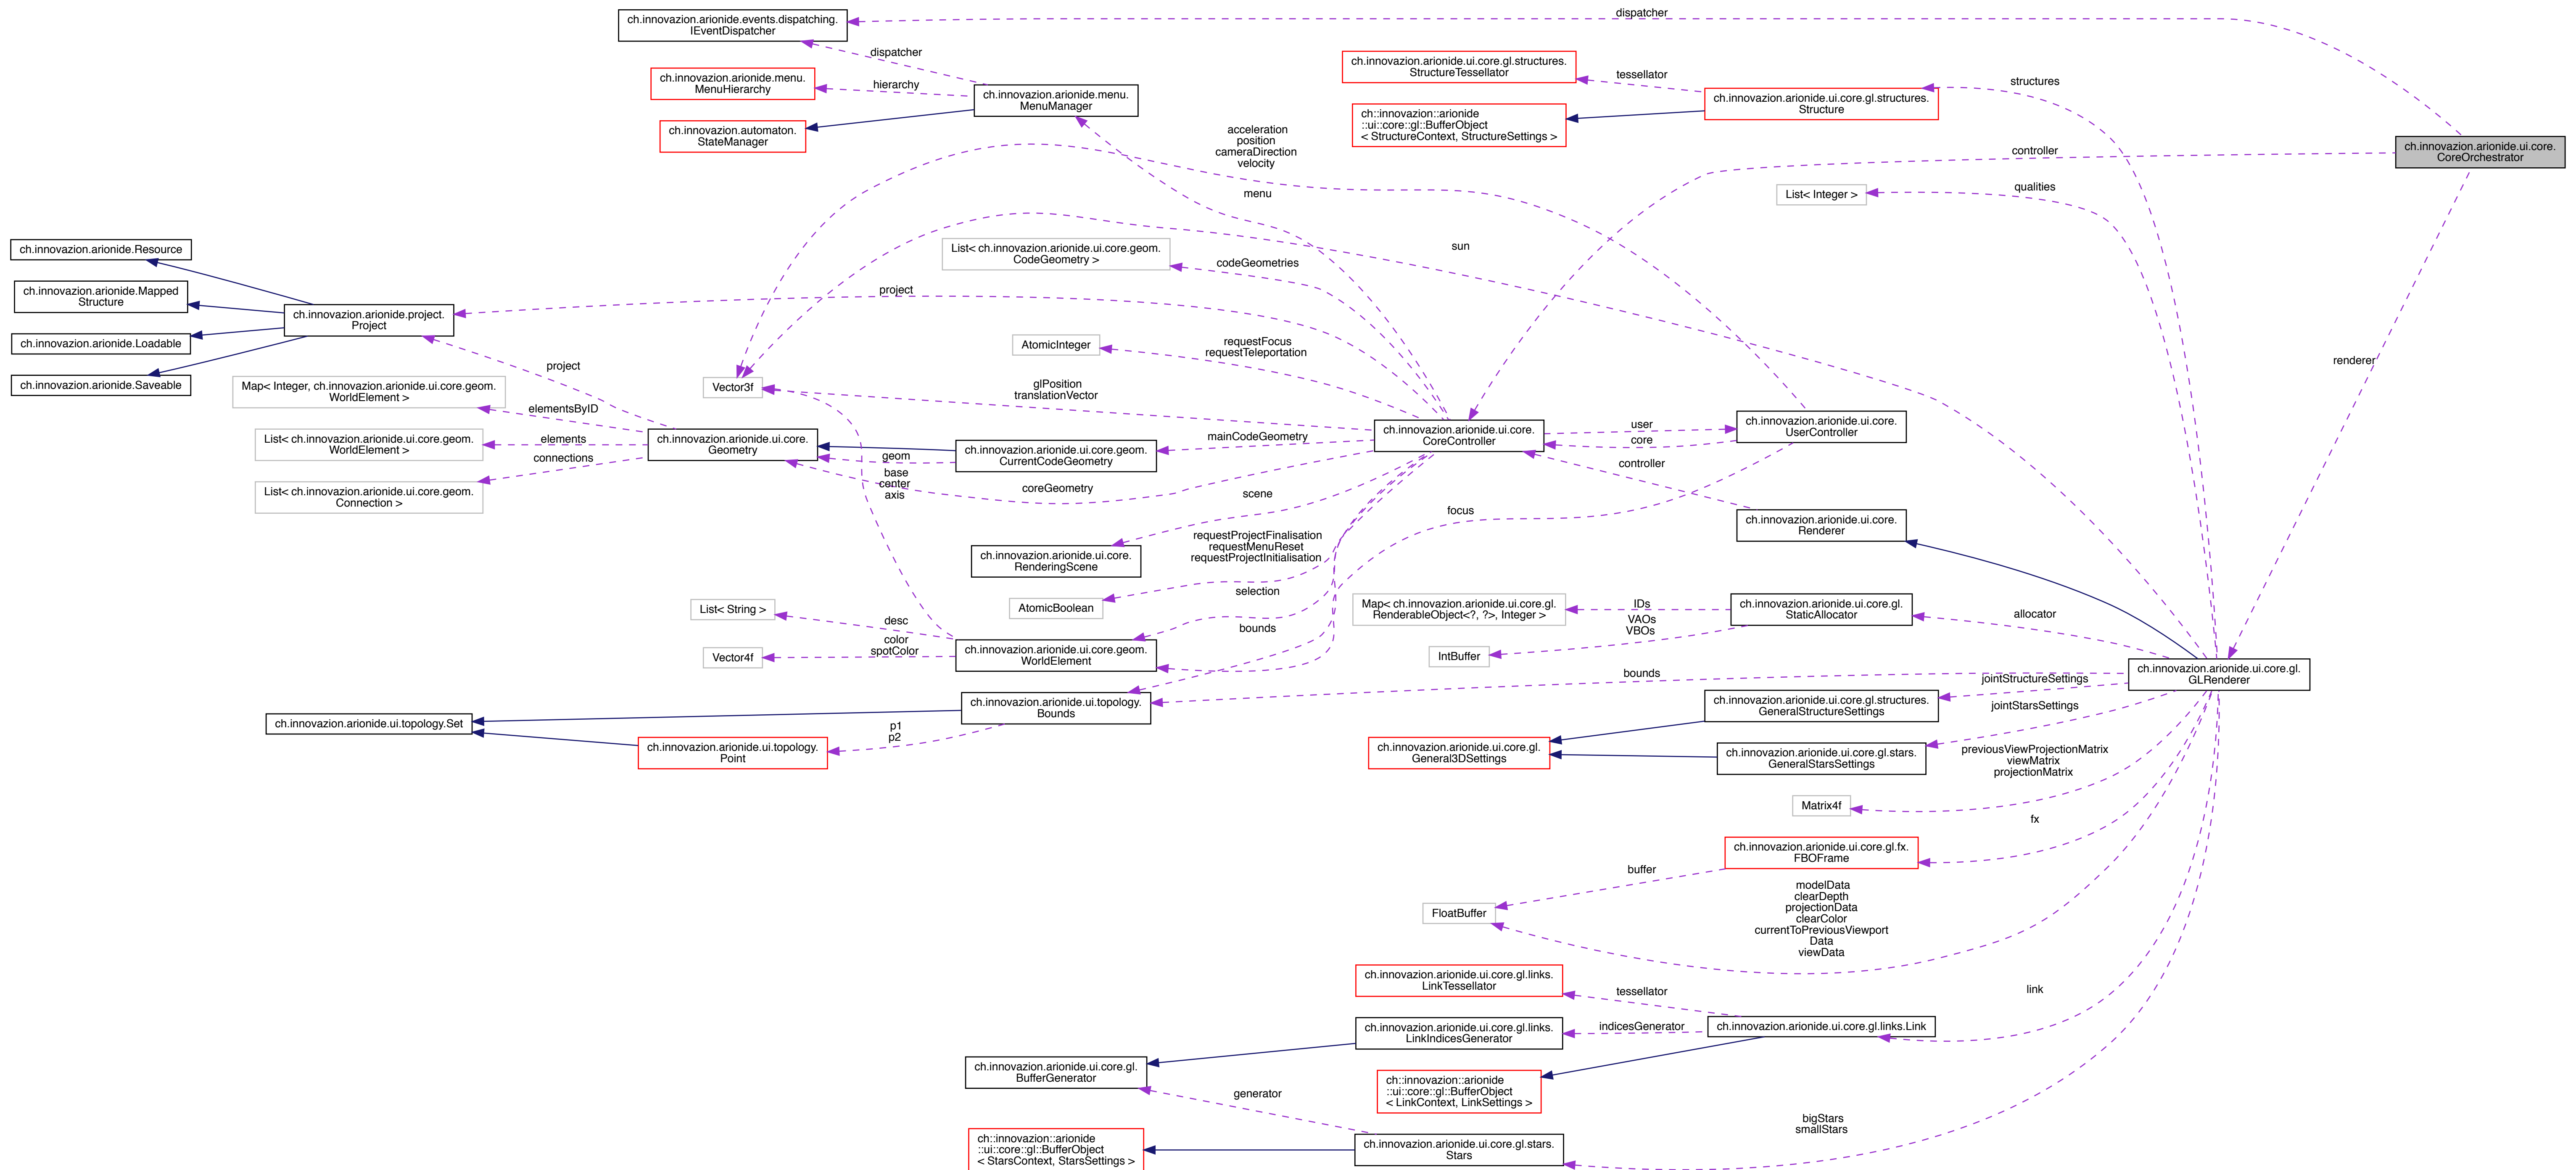 ch.innovazion.arionide.events.dispatching.
IEventDispatcher
dispatcher
dispatcher
ch.innovazion.arionide.menu.
MenuHierarchy
hierarchy
ch.innovazion.arionide.menu.
MenuManager
ch.innovazion.automaton.
StateManager
ch.innovazion.arionide.ui.core.gl.structures.
StructureTessellator
tessellator
ch.innovazion.arionide.ui.core.gl.structures.
Structure
structures
ch::innovazion::arionide
::ui::core::gl::BufferObject
< StructureContext, StructureSettings >
ch.innovazion.arionide.ui.core.
CoreOrchestrator
acceleration
position
cameraDirection
velocity
menu
controller
List< Integer >
qualities
sun
renderer
ch.innovazion.arionide.Resource
ch.innovazion.arionide.Mapped
Structure
ch.innovazion.arionide.Loadable
ch.innovazion.arionide.Saveable
ch.innovazion.arionide.project.
Project
project
project
List< ch.innovazion.arionide.ui.core.geom.
CodeGeometry >
codeGeometries
AtomicInteger
requestFocus
requestTeleportation
Vector3f
glPosition
translationVector
Map< Integer, ch.innovazion.arionide.ui.core.geom.
WorldElement >
elementsByID
List< ch.innovazion.arionide.ui.core.geom.
WorldElement >
elements
List< ch.innovazion.arionide.ui.core.geom.
Connection >
connections
ch.innovazion.arionide.ui.core.
Geometry
geom
base
center
axis
ch.innovazion.arionide.ui.core.geom.
CurrentCodeGeometry
mainCodeGeometry
coreGeometry
ch.innovazion.arionide.ui.core.
CoreController
user
core
ch.innovazion.arionide.ui.core.
UserController
controller
scene
focus
ch.innovazion.arionide.ui.core.
Renderer
ch.innovazion.arionide.ui.core.
RenderingScene
requestProjectFinalisation
requestMenuReset
requestProjectInitialisation
AtomicBoolean
selection
bounds
List< String >
desc
Vector4f
color
spotColor
ch.innovazion.arionide.ui.core.geom.
WorldElement
Map< ch.innovazion.arionide.ui.core.gl.
RenderableObject<?, ?>, Integer >
IDs
VAOs
VBOs
IntBuffer
ch.innovazion.arionide.ui.core.gl.
StaticAllocator
allocator
ch.innovazion.arionide.ui.core.gl.
GLRenderer
bounds
ch.innovazion.arionide.ui.topology.Set
ch.innovazion.arionide.ui.topology.
Bounds
p1
p2
ch.innovazion.arionide.ui.topology.
Point
jointStructureSettings
ch.innovazion.arionide.ui.core.gl.structures.
GeneralStructureSettings
jointStarsSettings
ch.innovazion.arionide.ui.core.gl.
General3DSettings
ch.innovazion.arionide.ui.core.gl.stars.
GeneralStarsSettings
previousViewProjectionMatrix
viewMatrix
projectionMatrix
Matrix4f
fx
ch.innovazion.arionide.ui.core.gl.fx.
FBOFrame
buffer
FloatBuffer
modelData
clearDepth
projectionData
clearColor
currentToPreviousViewport
Data
viewData
ch.innovazion.arionide.ui.core.gl.links.
LinkTessellator
tessellator
link
ch.innovazion.arionide.ui.core.gl.links.
LinkIndicesGenerator
indicesGenerator
ch.innovazion.arionide.ui.core.gl.links.Link
ch.innovazion.arionide.ui.core.gl.
BufferGenerator
ch::innovazion::arionide
::ui::core::gl::BufferObject
< LinkContext, LinkSettings >
generator
bigStars
smallStars
ch::innovazion::arionide
::ui::core::gl::BufferObject
< StarsContext, StarsSettings >
ch.innovazion.arionide.ui.core.gl.stars.
Stars